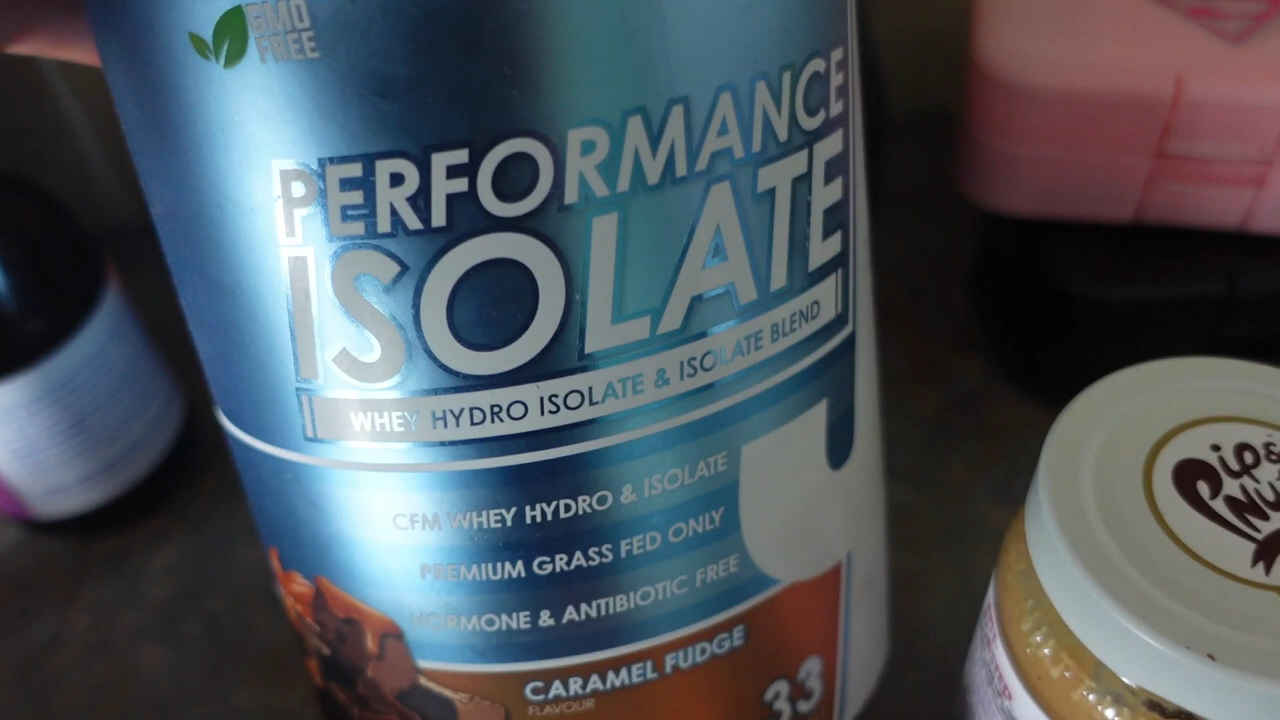 GMO
FREE
PERFORMANCE
ISOLATE
WHEY HYDRO ISOLATE & ISOLATE BLEND
CFM WHEY HYDRO & ISOLATE
PREMIUM GRASS FED ONLY
HORMONE & ANTIBIOTIC FREE
CARAMEL FUDGE
FLAVOUR
33
Pip &